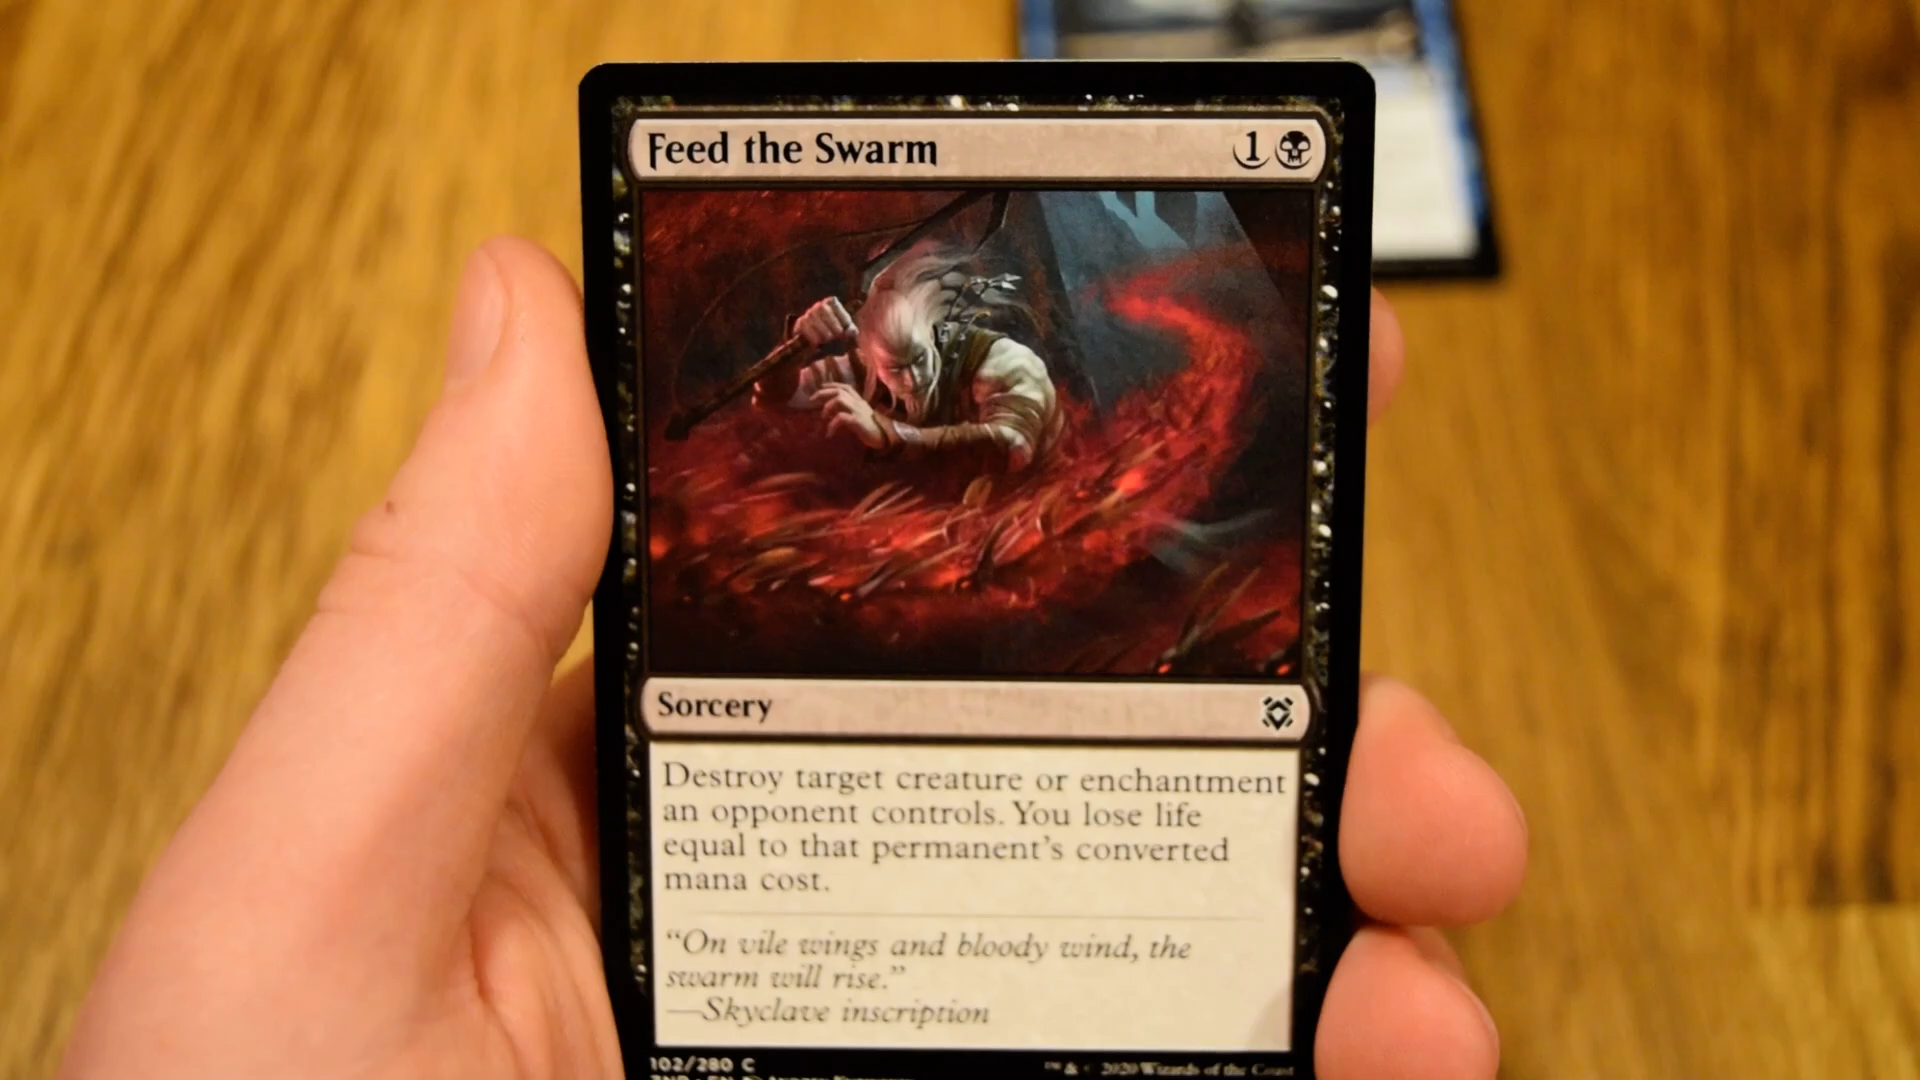 Feed the Swarm 1
Sorcery
Destroy target creature or enchantment
an opponent controls. You lose life
equal to that permanent's converted
mana cost.
“On vile wings and bloody wind, the
swarm will rise.”
—Skyclave inscription
102/280 C
™ & © 2020 Wizards of the Coast